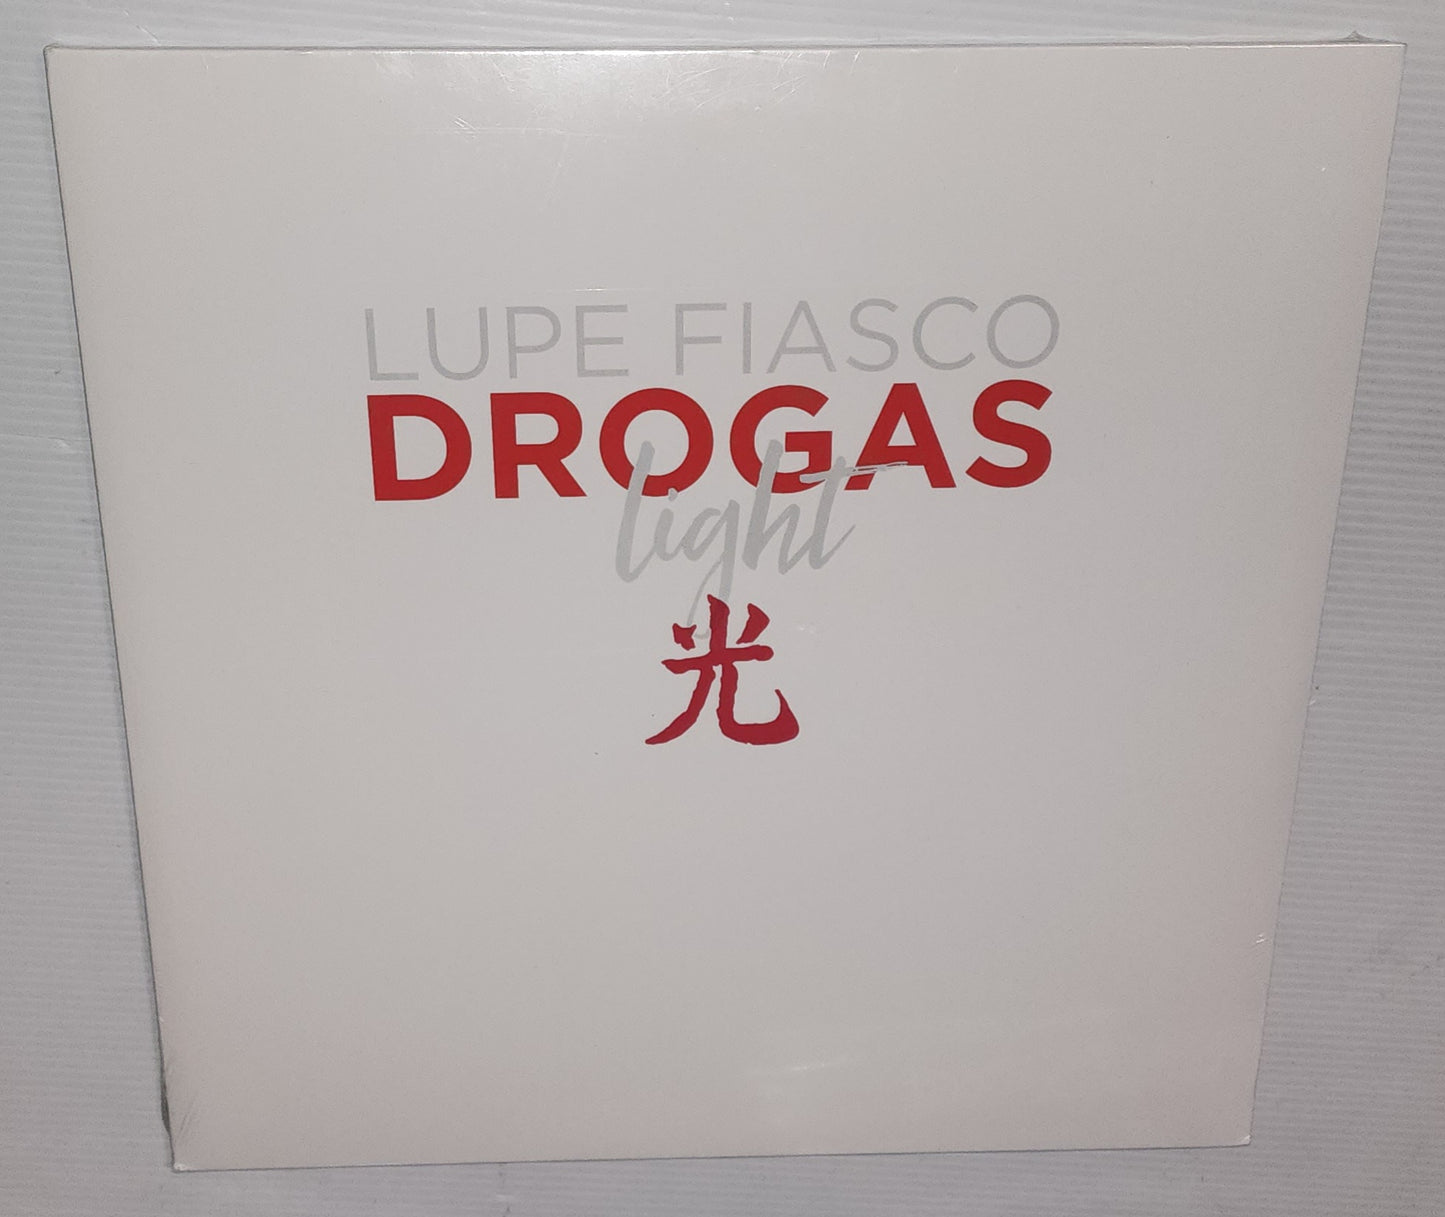 LUPE FIASCO
DROGAS
light
光